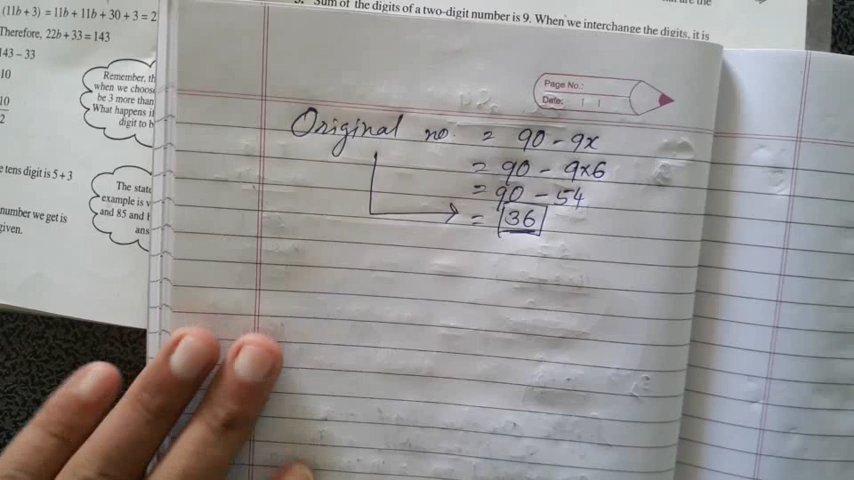 (11b + 3) = 11b + 11b + 30 + 3 = 2
Therefore, 22b + 33 = 143
143 – 33
10
10
2
Remember, th
when we choos
be 3 more than
What happens i
digit to b
e tens digit is 5 + 3
The state
example is v
and 85 and
ans
number we get is
given.
Sum of the digits of a two-digit number is 9. When we interchange the digits, it is
are the
Page No.:
Date:
Original no. = 90 - 9x
= 90 - 9x6
= 90 - 54
= 36